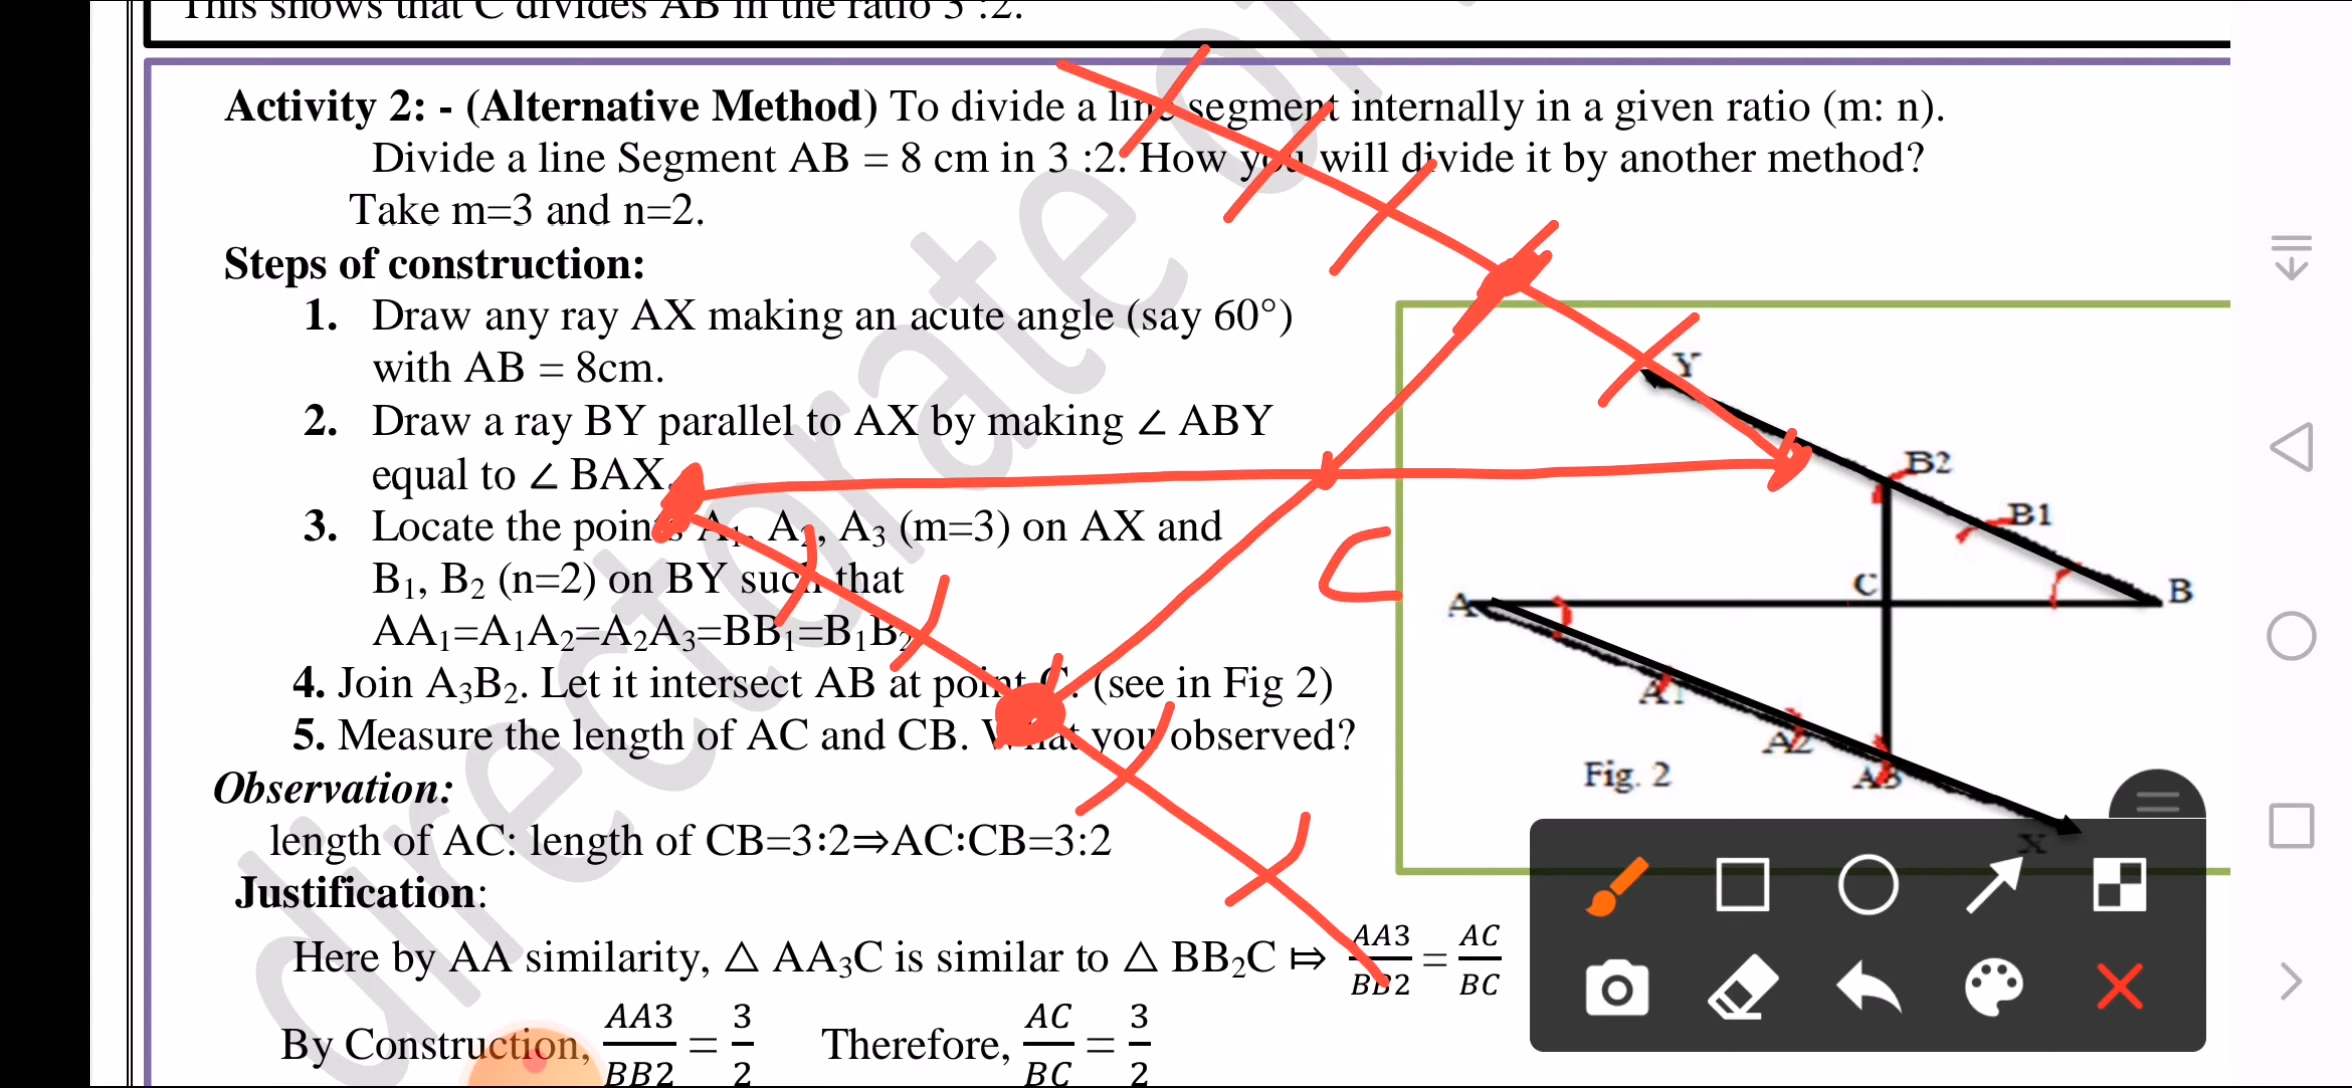 This shows that C divides AB in the ratio 3 :2.
Activity 2: - (Alternative Method) To divide a line segment internally in a given ratio (m: n).
Divide a line Segment AB = 8 cm in 3 :2. How you will divide it by another method?
Take m=3 and n=2.
Steps of construction:
1. Draw any ray AX making an acute angle (say 60°)
with AB = 8cm.
2. Draw a ray BY parallel to AX by making ∠ ABY
equal to ∠ BAX.
3. Locate the points A₁, A₂, A₃ (m=3) on AX and
B₁, B₂ (n=2) on BY such that
AA₁=A₁A₂=A₂A₃=BB₁=B₁B₂
4. Join A₃B₂. Let it intersect AB at point C. (see in Fig 2)
5. Measure the length of AC and CB. What you observed?
Observation:
length of AC: length of CB=3:2⇒AC:CB=3:2
Justification:
Here by AA similarity, △ AA₃C is similar to △ BB₂C ⤇ AA3/BB2 = AC/BC
By Construction, AA3/BB2 = 3/2 Therefore, AC/BC = 3/2
Y
B2
B1
C
B
A
A1
A2
A3
Fig. 2
X
C
directorate of